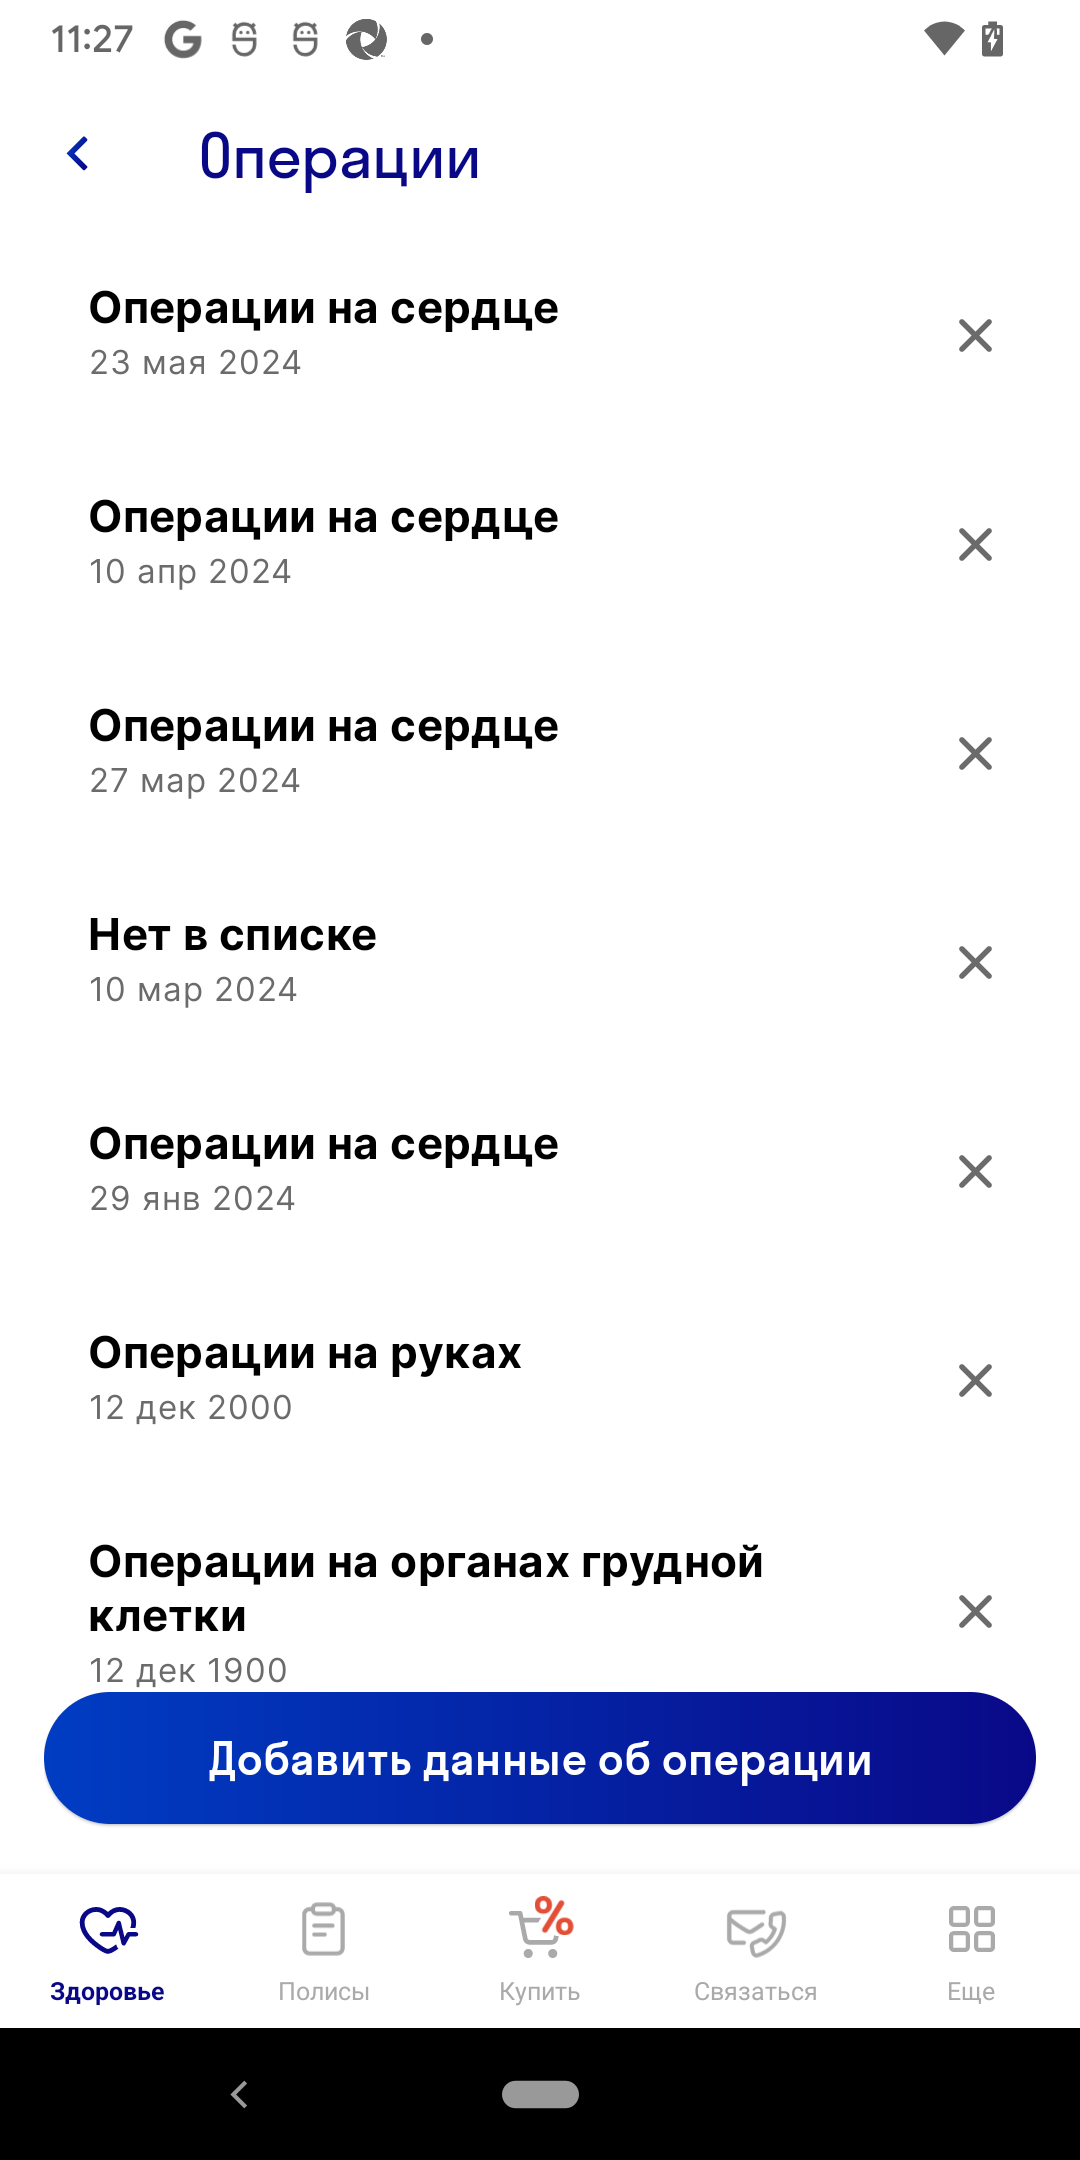 11:27
Операции
Операции на сердце
23 мая 2024
Операции на сердце
10 апр 2024
Операции на сердце
27 мар 2024
Нет в списке
10 мар 2024
Операции на сердце
29 янв 2024
Операции на руках
12 дек 2000
Операции на органах грудной
клетки
12 дек 1900
Добавить данные об операции
%
Здоровье Полисы Купить Связаться Еще